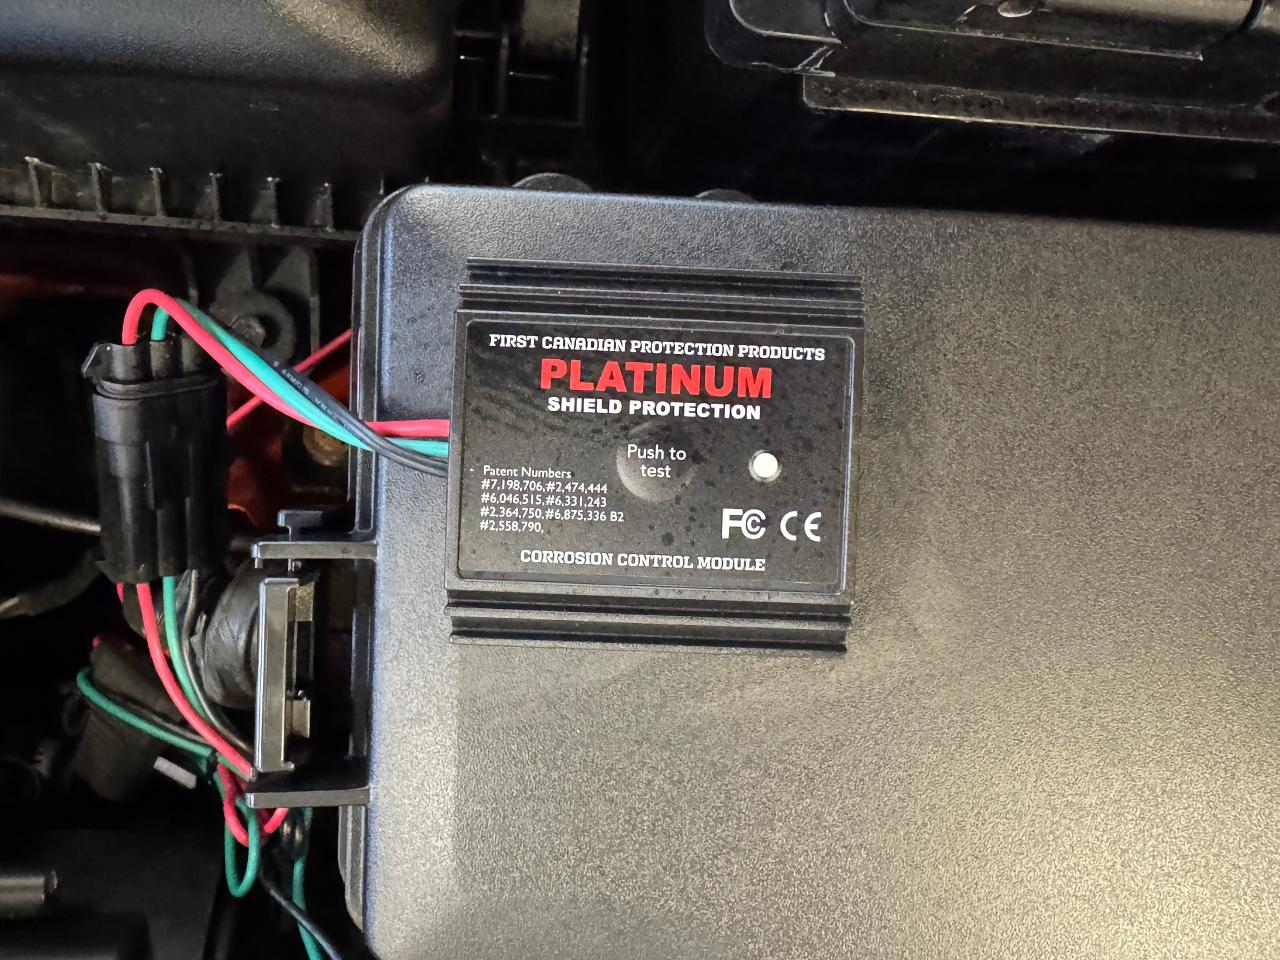 FIRST CANADIAN PROTECTION PRODUCTS
PLATINUM
SHIELD PROTECTION
Push to
test
Patent Numbers
#7,198,706,#2,474,444
#6,046,515,#6,331,243
#2,364,750,#6,875,336 B2
#2,558,790,
FC CE
CORROSION CONTROL MODULE